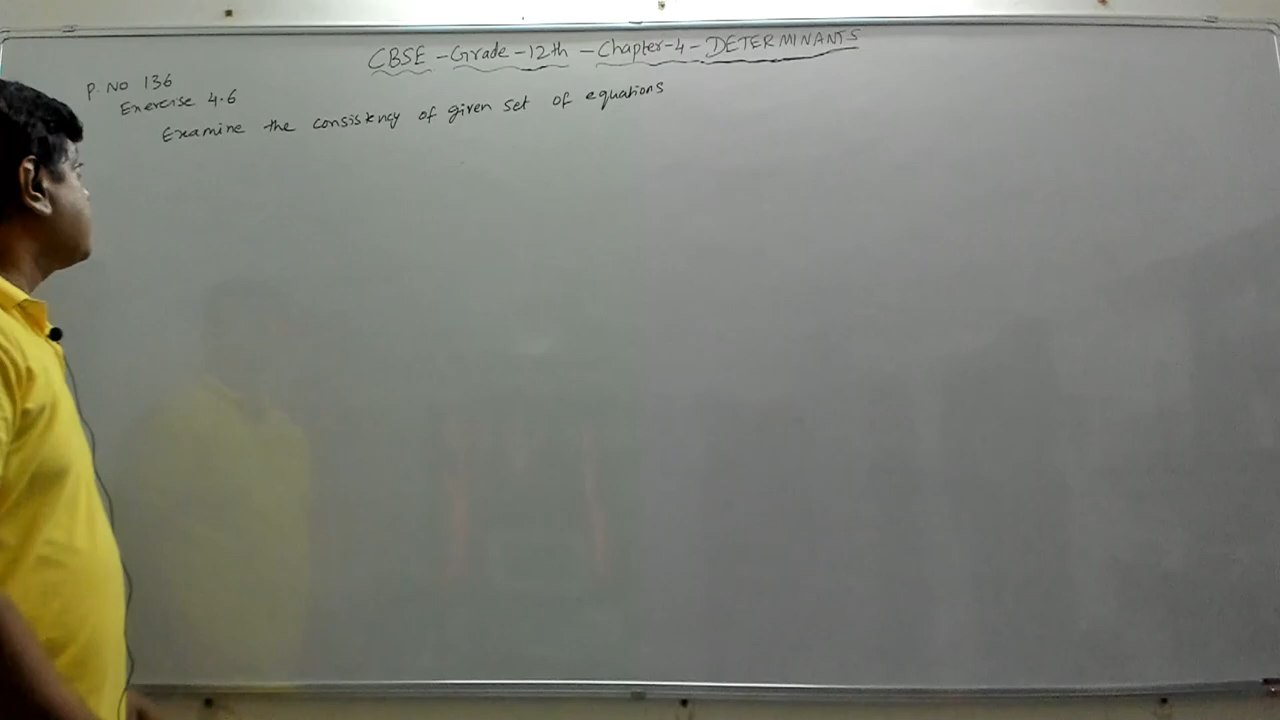 CBSE - Grade - 12th - Chapter-4 - DETERMINANTS
P. No 136
Exercise 4.6
Examine the consistency of given set of equations